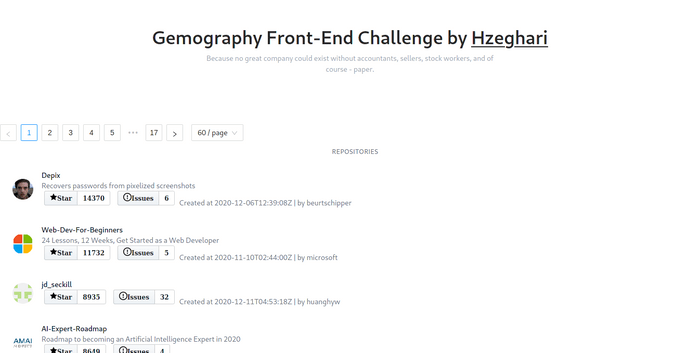 Gemography Front-End Challenge by Hzeghari
Because no great company could exist without accountants, sellers, stock workers, and of
course - paper.
< 1 2 3 4 5 ••• 17 > 60 / page
REPOSITORIES
Depix
Recovers passwords from pixelized screenshots
Star 14370 Issues 6 Created at 2020-12-06T12:39:08Z | by beurtschipper
Web-Dev-For-Beginners
24 Lessons, 12 Weeks, Get Started as a Web Developer
Star 11732 Issues 5 Created at 2020-11-10T02:44:00Z | by microsoft
jd_seckill
Star 8935 Issues 32 Created at 2020-12-11T04:53:18Z | by huanghyw
AI-Expert-Roadmap
AMAI
Roadmap to becoming an Artificial Intelligence Expert in 2020
Star 8649 Issues 4